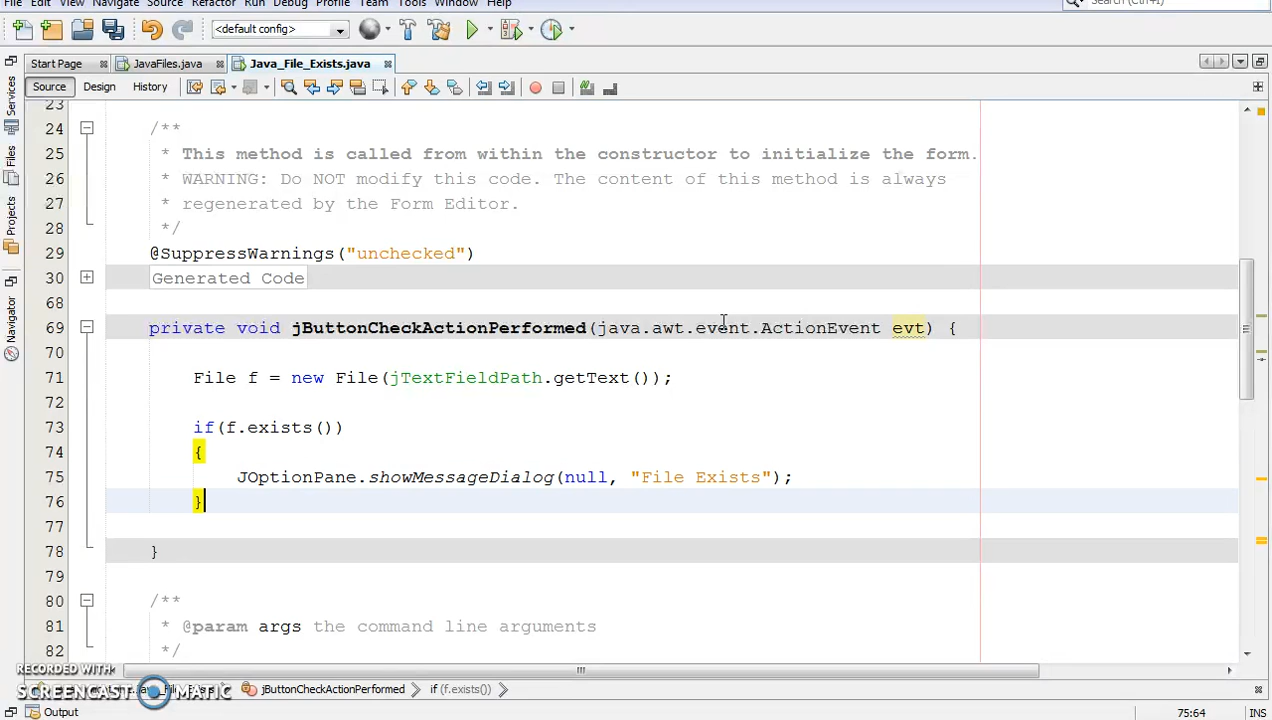 File Edit View Navigate Source Refactor Run Debug Profile Team Tools Window Help
Search (Ctrl+I)
<default config>
Start Page JavaFiles.java Java_File_Exists.java
Source Design History
Services
Files
Projects
Navigator
23
24 /**
25 * This method is called from within the constructor to initialize the form.
26 * WARNING: Do NOT modify this code. The content of this method is always
27 * regenerated by the Form Editor.
28 */
29 @SuppressWarnings("unchecked")
30 Generated Code
68
69 private void jButtonCheckActionPerformed(java.awt.event.ActionEvent evt) {
70
71 File f = new File(jTextFieldPath.getText());
72
73 if(f.exists())
74 {
75 JOptionPane.showMessageDialog(null, "File Exists");
76 }
77
78 }
79
80 /**
81 * @param args the command line arguments
82 */
RECORDED WITH
SCREENCAST MATIC
jButtonCheckActionPerformed if (f.exists())
Output 75:64 INS